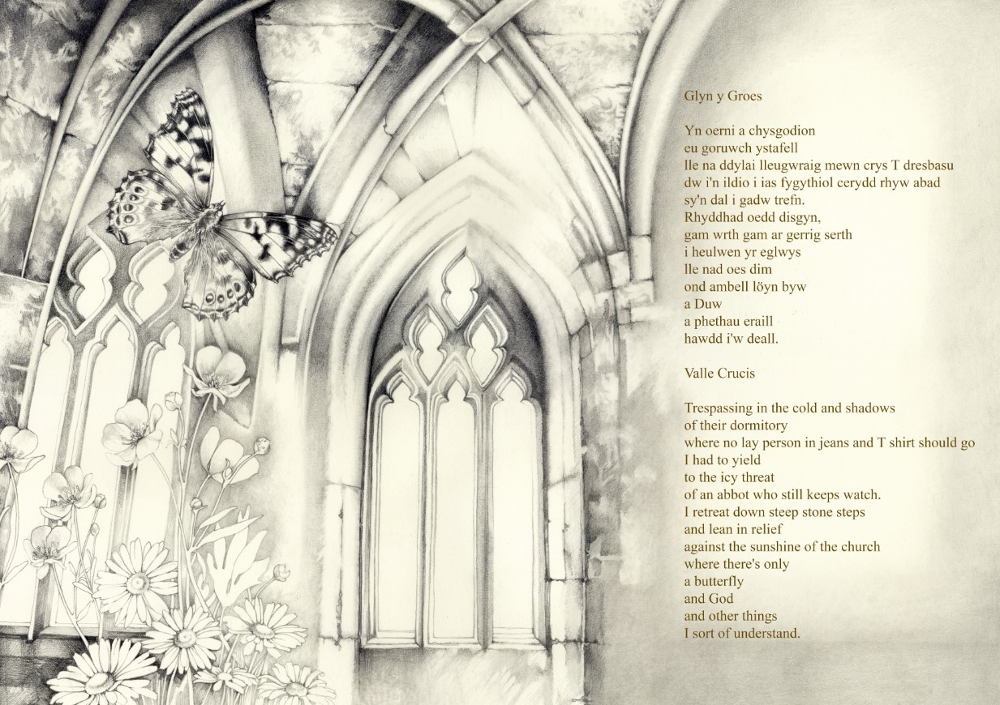 Glyn y Groes
Yn oerni a chysgodion
eu goruwch ystafell
lle na ddylai lleugwraig mewn crys T dresbasu
dw i'n ildio i ias fygythiol cerydd rhyw abad
sy'n dal i gadw trefn.
Rhyddhad oedd disgyn,
gam wrth gam ar gerrig serth
i heulwen yr eglwys
lle nad oes dim
ond ambell löyn byw
a Duw
a phethau eraill
hawdd i'w deall.
Valle Crucis
Trespassing in the cold and shadows
of their dormitory
where no lay person in jeans and T shirt should go
I had to yield
to the icy threat
of an abbot who still keeps watch.
I retreat down steep stone steps
and lean in relief
against the sunshine of the church
where there's only
a butterfly
and God
and other things
I sort of understand.